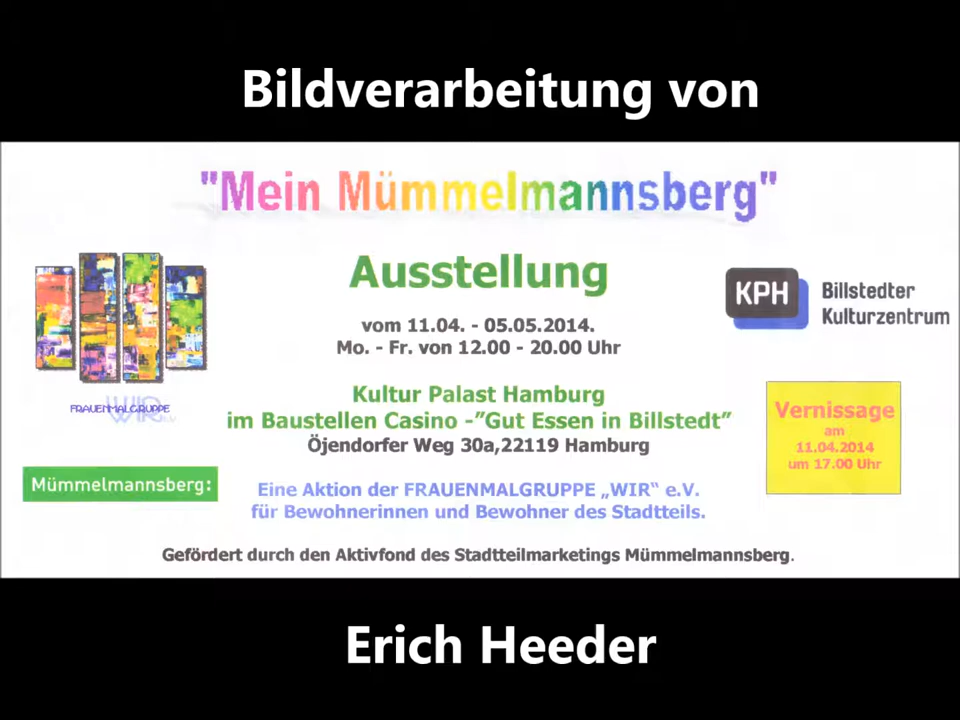 Bildverarbeitung von
"Mein Mümmelmannsberg"
Ausstellung
vom 11.04. - 05.05.2014.
Mo. - Fr. von 12.00 - 20.00 Uhr
KPH Billstedter
Kulturzentrum
Kultur Palast Hamburg
im Baustellen Casino -”Gut Essen in Billstedt”
Öjendorfer Weg 30a,22119 Hamburg
FRAUENMALGRUPPE
WIR e.V
Vernissage
am
11.04.2014
um 17.00 Uhr
Mümmelmannsberg:
Eine Aktion der FRAUENMALGRUPPE „WIR“ e.V.
für Bewohnerinnen und Bewohner des Stadtteils.
Gefördert durch den Aktivfond des Stadtteilmarketings Mümmelmannsberg.
Erich Heeder